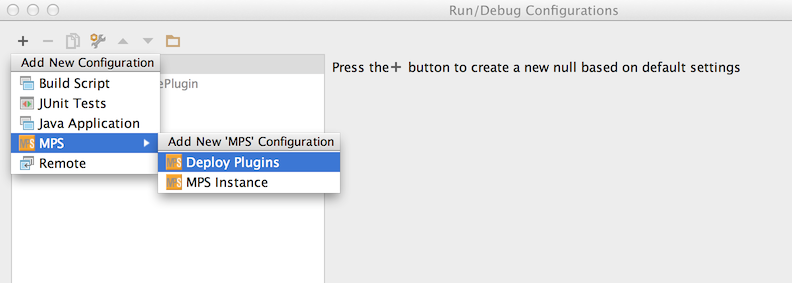 Run/Debug Configurations
Add New Configuration
Build Script
ePlugin
Press the + button to create a new null based on default settings
JUnit Tests
Java Application
MPS
Remote
Add New 'MPS' Configuration
Deploy Plugins
MPS Instance